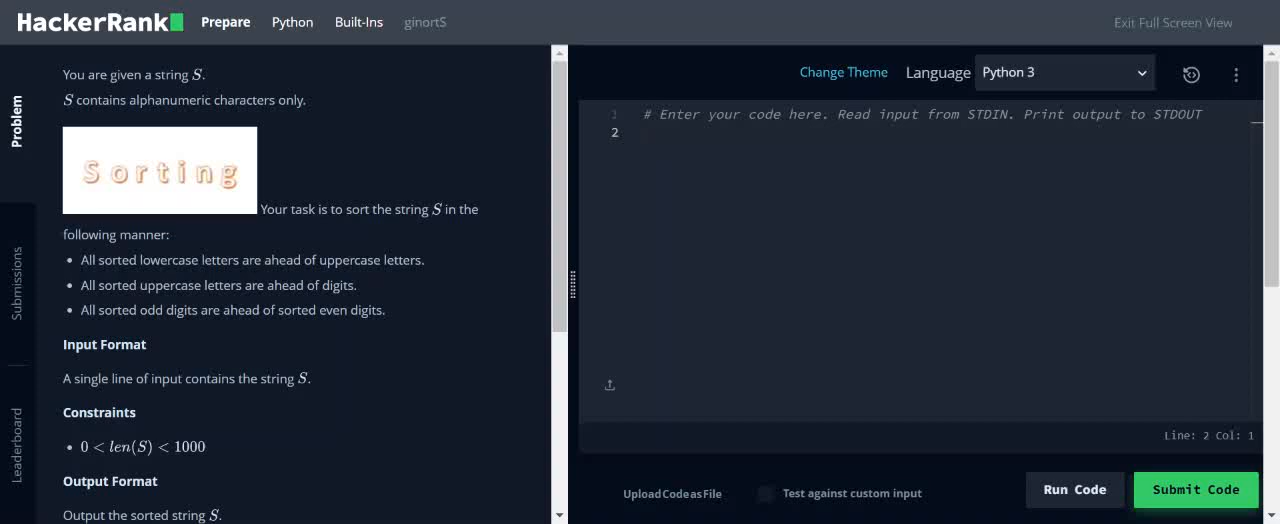 HackerRank Prepare Python Built-Ins ginortS Exit Full Screen View
Problem
Submissions
Leaderboard
You are given a string S.
S contains alphanumeric characters only.
Sorting
Your task is to sort the string S in the
following manner:
• All sorted lowercase letters are ahead of uppercase letters.
• All sorted uppercase letters are ahead of digits.
• All sorted odd digits are ahead of sorted even digits.
Input Format
A single line of input contains the string S.
Constraints
• 0 < len(S) < 1000
Output Format
Output the sorted string S.
Change Theme Language Python 3
1 # Enter your code here. Read input from STDIN. Print output to STDOUT
2
Line: 2 Col: 1
Upload Code as File Test against custom input Run Code Submit Code